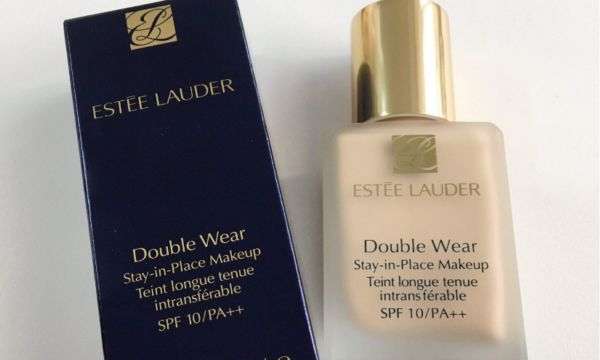 ESTĒE LAUDER
Double Wear
Stay-in-Place Makeup
Teint longue tenue
intransférable
SPF 10/PA++
ESTĒE LAUDER
Double Wear
Stay-in-Place Makeup
Teint longue tenue
intransférable
SPF 10/PA++